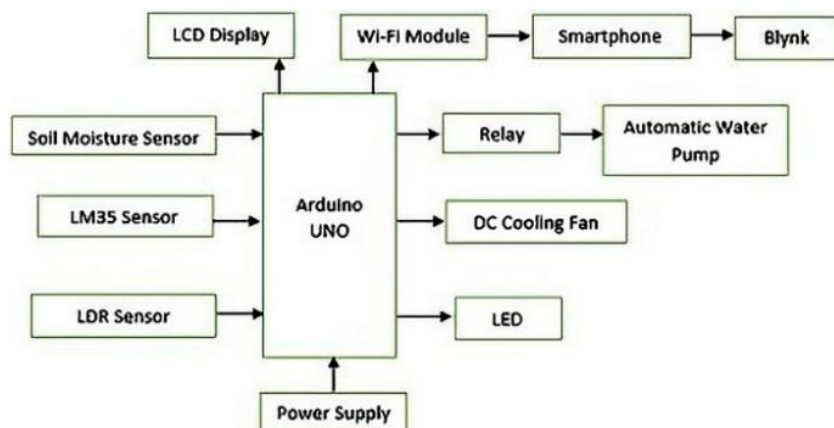 LCD Display
Wi-Fi Module
Smartphone
Blynk
Soil Moisture Sensor
Relay
Automatic Water
Pump
LM35 Sensor
Arduino
UNO
DC Cooling Fan
LDR Sensor
LED
Power Supply